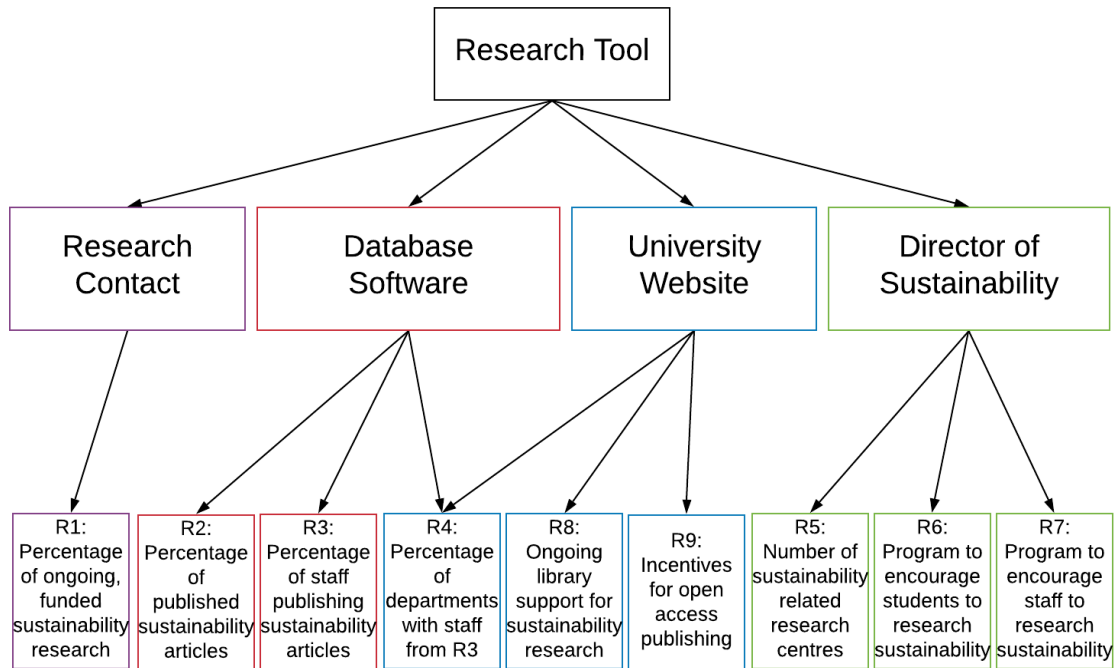 Research Tool
Research
Contact
Database
Software
University
Website
Director of
Sustainability
R1:
Percentage
of ongoing,
funded
sustainability
research
R2:
Percentage
of
published
sustainability
articles
R3:
Percentage
of staff
publishing
sustainability
articles
R4:
Percentage
of
departments
with staff
from R3
R8:
Ongoing
library
support for
sustainability
research
R9:
Incentives
for open
access
publishing
R5:
Number of
sustainability
related
research
centres
R6:
Program to
encourage
students to
research
sustainability
R7:
Program to
encourage
staff to
research
sustainability